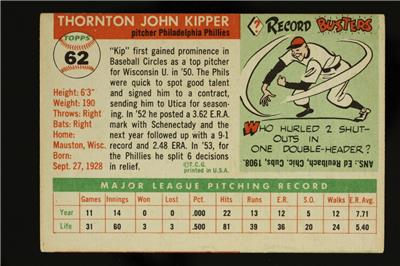 THORNTON JOHN KIPPER
pitcher Philadelphia Phillies
TOPPS
62
Height: 6'3"
Weight: 190
Throws: Right
Bats: Right
Home:
Mauston, Wisc.
Born:
Sept. 27, 1928
"Kip" first gained prominence in
Baseball Circles as a top pitcher
for Wisconsin U. in '50. The Phils
were quick to spot good talent
and signed him to a contract,
sending him to Utica for season-
ing. In '52 he posted a 3.62 E.R.A.
mark with Schenectady and the
next year followed up with a 9-1
record and 2.48 ERA. In '53, for
the Phillies he split 6 decisions
in relief.
© T. C. G.
printed in U.S.A.
? RECORD BUSTERS
WHO HURLED 2 SHUT-
OUTS IN
ONE DOUBLE-HEADER?
ANS. Ed Reulbach, Chic. Cubs, 1908.
MAJOR LEAGUE PITCHING RECORD
Games Innings Won Lost Pct. Hits Runs E.R. S.O. Walks E.R. Avg.
Year 11 14 0 0 .000 22 13 12 5 12 7.71
Life 31 60 3 3 .500 81 39 36 20 24 5.40